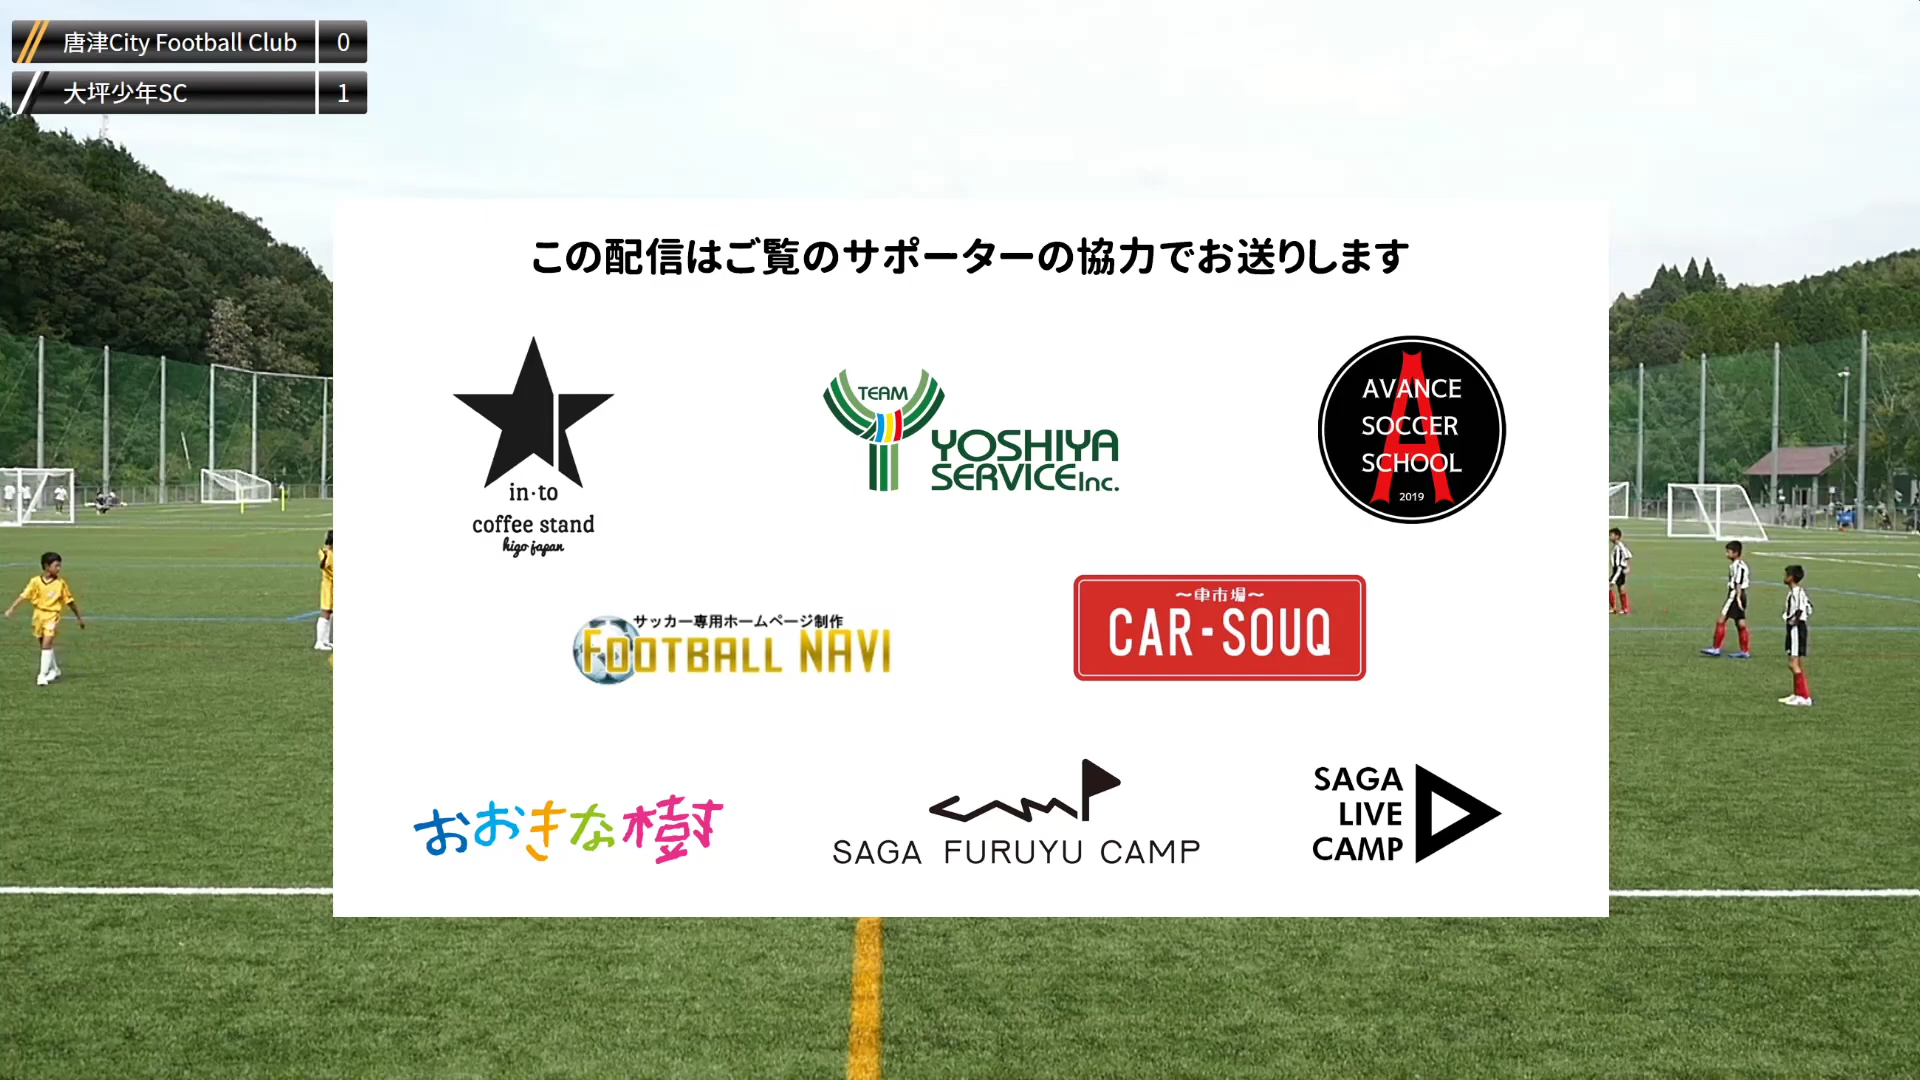 唐津City Football Club 0
大坪少年SC 1
この配信はご覧のサポーターの協力でお送りします
in·to
coffee stand
higo japan
TEAM
YOSHIYA
SERVICE Inc.
AVANCE
SOCCER
SCHOOL
2019
サッカー専用ホームページ制作
FOOTBALL NAVI
〜車市場〜
CAR-SOUQ
おおきな樹
camp
SAGA FURUYU CAMP
SAGA
LIVE
CAMP